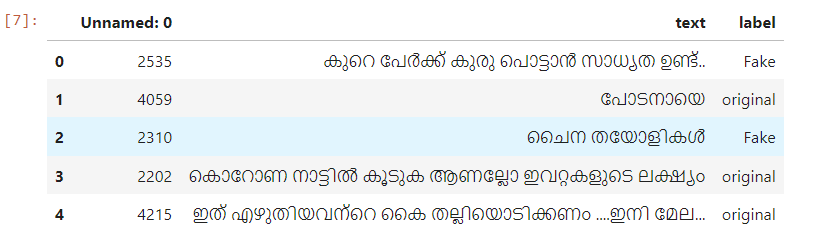 [7]:
Unnamed: 0 text label
0 2535 കുറെ പേർക്ക് കുരു പൊട്ടാൻ സാധ്യത ഉണ്ട്.. Fake
1 4059 പോടനായെ original
2 2310 ചൈന തയോളികൾ Fake
3 2202 കൊറോണ നാട്ടിൽ കൂടുക ആണല്ലോ ഇവറ്റകളുടെ ലക്ഷ്യം original
4 4215 ഇത് എഴുതിയവന്റെ കൈ തല്ലിയൊടിക്കണം ....ഇനി മേല... original